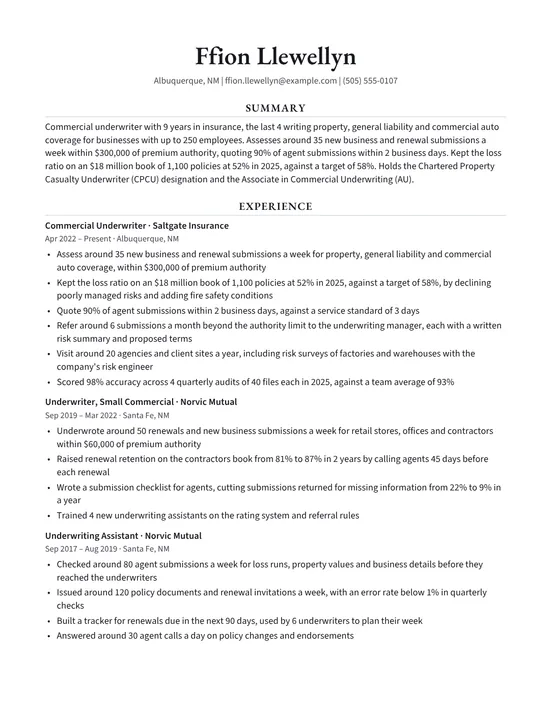 Ffion Llewellyn
Albuquerque, NM | ffion.llewellyn@example.com | (505) 555-0107
SUMMARY
Commercial underwriter with 9 years in insurance, the last 4 writing property, general liability and commercial auto
coverage for businesses with up to 250 employees. Assesses around 35 new business and renewal submissions a
week within $300,000 of premium authority, quoting 90% of agent submissions within 2 business days. Kept the loss
ratio on an $18 million book of 1,100 policies at 52% in 2025, against a target of 58%. Holds the Chartered Property
Casualty Underwriter (CPCU) designation and the Associate in Commercial Underwriting (AU).
EXPERIENCE
Commercial Underwriter · Saltgate Insurance
Apr 2022 – Present · Albuquerque, NM
• Assess around 35 new business and renewal submissions a week for property, general liability and commercial
auto coverage, within $300,000 of premium authority
• Kept the loss ratio on an $18 million book of 1,100 policies at 52% in 2025, against a target of 58%, by declining
poorly managed risks and adding fire safety conditions
• Quote 90% of agent submissions within 2 business days, against a service standard of 3 days
• Refer around 6 submissions a month beyond the authority limit to the underwriting manager, each with a written
risk summary and proposed terms
• Visit around 20 agencies and client sites a year, including risk surveys of factories and warehouses with the
company's risk engineer
• Scored 98% accuracy across 4 quarterly audits of 40 files each in 2025, against a team average of 93%
Underwriter, Small Commercial · Norvic Mutual
Sep 2019 – Mar 2022 · Santa Fe, NM
• Underwrote around 50 renewals and new business submissions a week for retail stores, offices and contractors
within $60,000 of premium authority
• Raised renewal retention on the contractors book from 81% to 87% in 2 years by calling agents 45 days before
each renewal
• Wrote a submission checklist for agents, cutting submissions returned for missing information from 22% to 9% in
a year
• Trained 4 new underwriting assistants on the rating system and referral rules
Underwriting Assistant · Norvic Mutual
Sep 2017 – Aug 2019 · Santa Fe, NM
• Checked around 80 agent submissions a week for loss runs, property values and business details before they
reached the underwriters
• Issued around 120 policy documents and renewal invitations a week, with an error rate below 1% in quarterly
checks
• Built a tracker for renewals due in the next 90 days, used by 6 underwriters to plan their week
• Answered around 30 agent calls a day on policy changes and endorsements